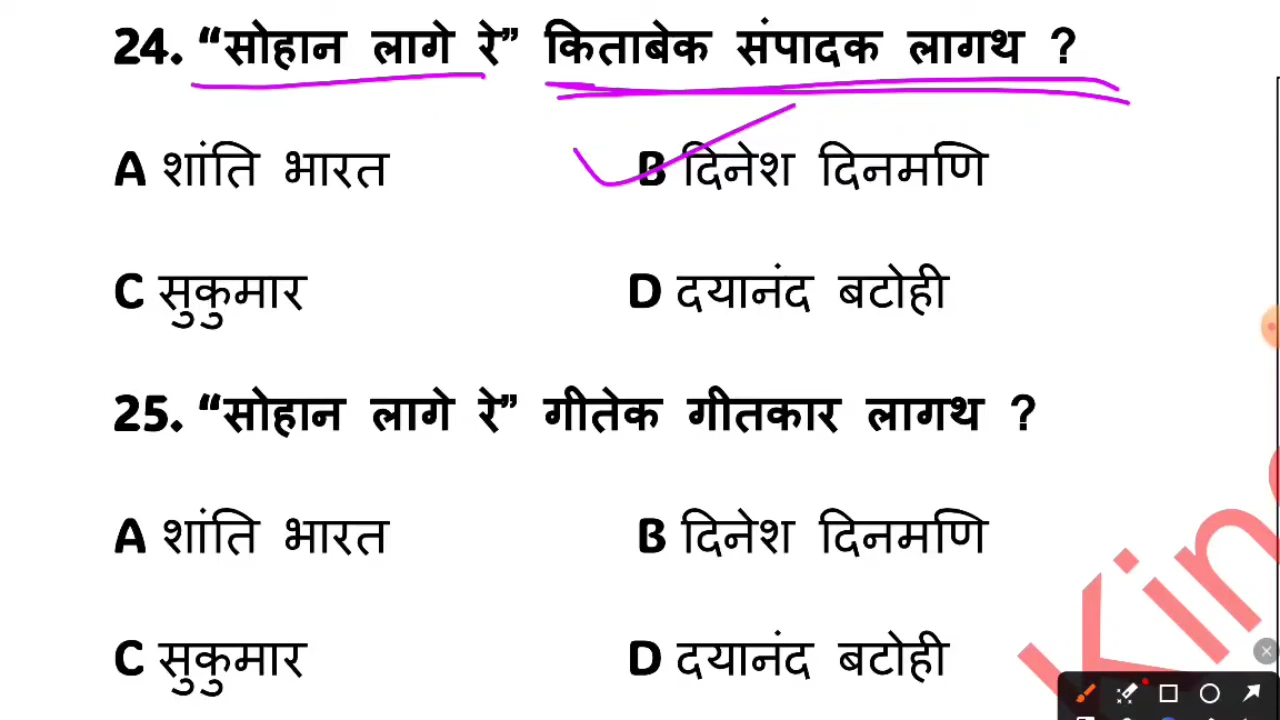 24. “सोहान लागे रे” किताबेक संपादक लागथ ?
A शांति भारत B दिनेश दिनमणि
C सुकुमार D दयानंद बटोही
25. “सोहान लागे रे” गीतेक गीतकार लागथ ?
A शांति भारत B दिनेश दिनमणि
C सुकुमार D दयानंद बटोही